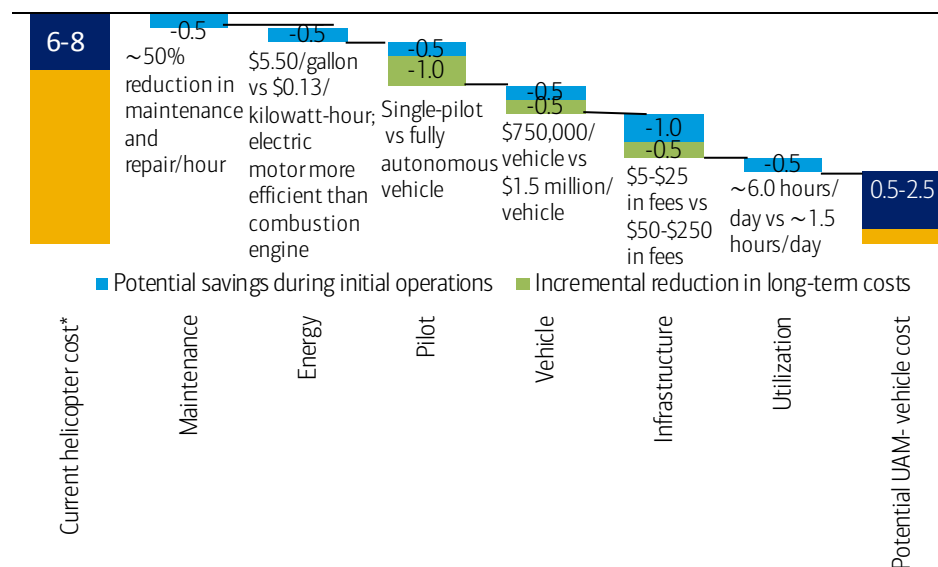 6-8
-0.5
~50%
reduction in
maintenance
and
repair/hour
-0.5
$5.50/gallon
vs $0.13/
kilowatt-hour;
electric
motor more
efficient than
combustion
engine
-0.5
-1.0
Single-pilot
vs fully
autonomous
vehicle
-0.5
-0.5
$750,000/
vehicle vs
$1.5 million/
vehicle
-1.0
-0.5
$5-$25
in fees vs
$50-$250
in fees
-0.5
~6.0 hours/
day vs ~1.5
hours/day
0.5-2.5
Potential savings during initial operations
Incremental reduction in long-term costs
Current helicopter cost*
Maintenance
Energy
Pilot
Vehicle
Infrastructure
Utilization
Potential UAM- vehicle cost